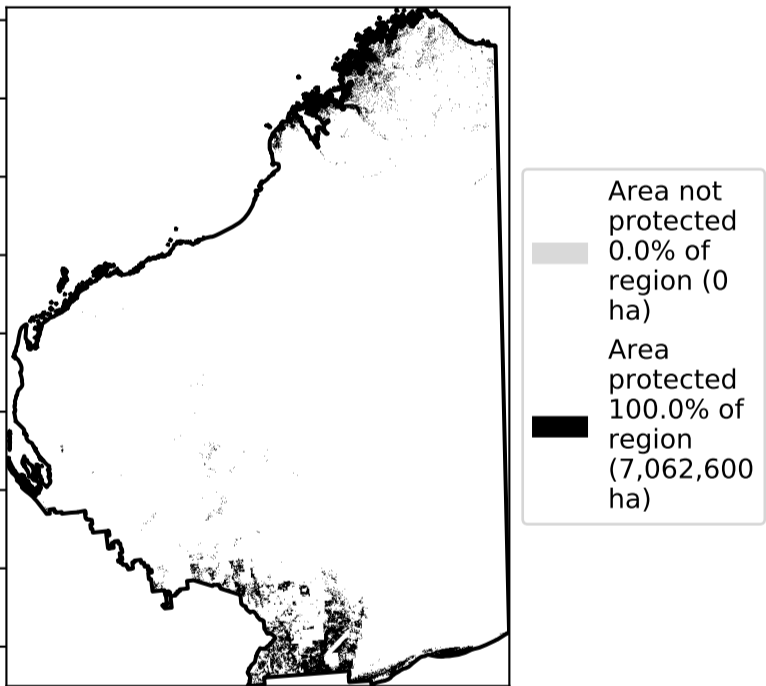 Area not
protected
0.0% of
region (0
ha)
Area
protected
100.0% of
region
(7,062,600
ha)